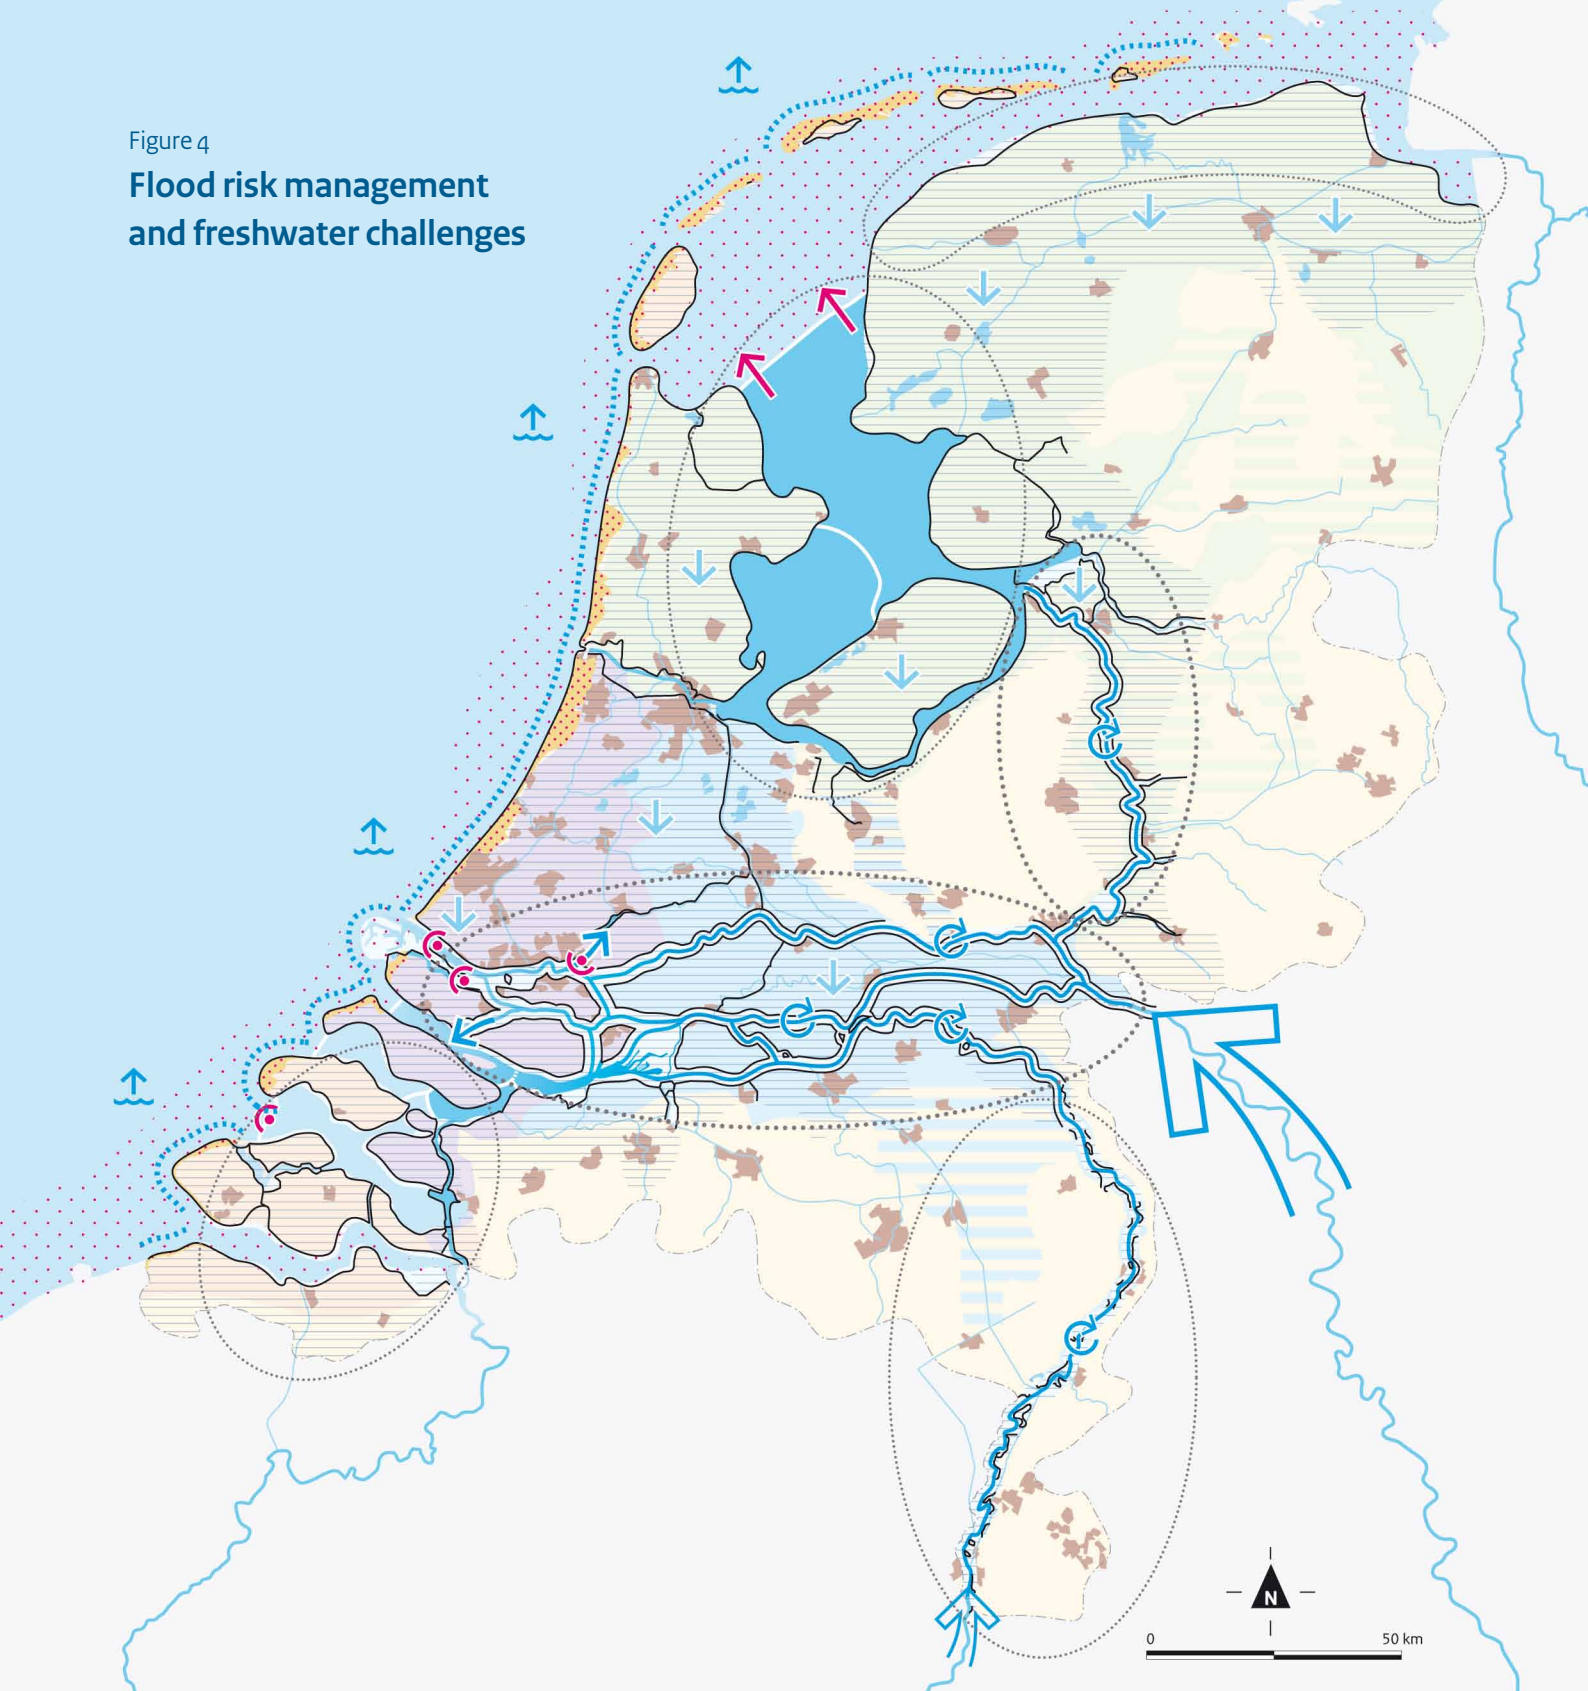 Figure 4
Flood risk management
and freshwater challenges
N
0 50 km